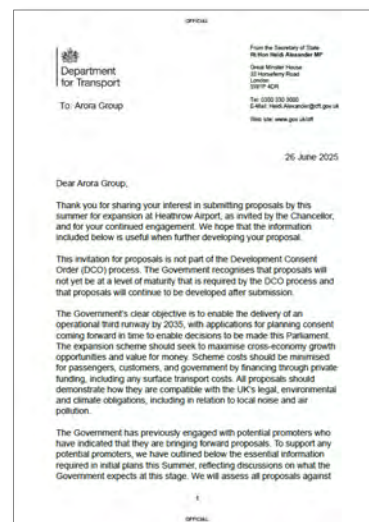 OFFICIAL
Department
for Transport
To: Arora Group
From the Secretary of State
Rt Hon Heidi Alexander MP
Great Minster House
33 Horseferry Road
London
SW1P 4DR
Tel: 0300 330 3000
E-Mail: Heidi.Alexander@dft.gov.uk
Web site: www.gov.uk/dft
26 June 2025
Dear Arora Group,
Thank you for sharing your interest in submitting proposals by this
summer for expansion at Heathrow Airport, as invited by the Chancellor,
and for your continued engagement. We hope that the information
included below is useful when further developing your proposal.
This invitation for proposals is not part of the Development Consent
Order (DCO) process. The Government recognises that proposals will
not yet be at a level of maturity that is required by the DCO process and
that proposals will continue to be developed after submission.
The Government's clear objective is to enable the delivery of an
operational third runway by 2035, with applications for planning consent
coming forward in time to enable decisions to be made this Parliament.
The expansion scheme should seek to maximise cross-economy growth
opportunities and value for money. Scheme costs should be minimised
for passengers, customers, and government by financing through private
funding, including any surface transport costs. All proposals should
demonstrate how they are compatible with the UK's legal, environmental
and climate obligations, including in relation to local noise and air
pollution.
The Government has previously engaged with potential promoters who
have indicated that they are bringing forward proposals. To support any
potential promoters, we have outlined below the essential information
required in initial plans this Summer, reflecting discussions on what the
Government expects at this stage. We will assess all proposals against
1
OFFICIAL